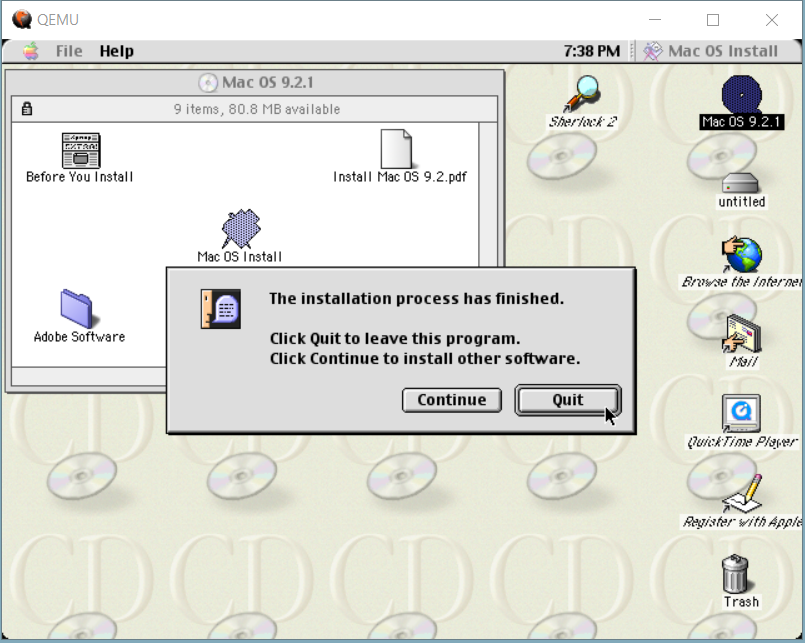 QEMU
File Help 7:38 PM Mac OS Install
Mac OS 9.2.1
9 items, 80.8 MB available
Before You Install
Install Mac OS 9.2.pdf
Mac OS Install
Adobe Software
The installation process has finished.
Click Quit to leave this program.
Click Continue to install other software.
Continue Quit
Sherlock 2
Mac OS 9.2.1
untitled
Browse the Internet
Mail
QuickTime Player
Register with Apple
Trash
CD